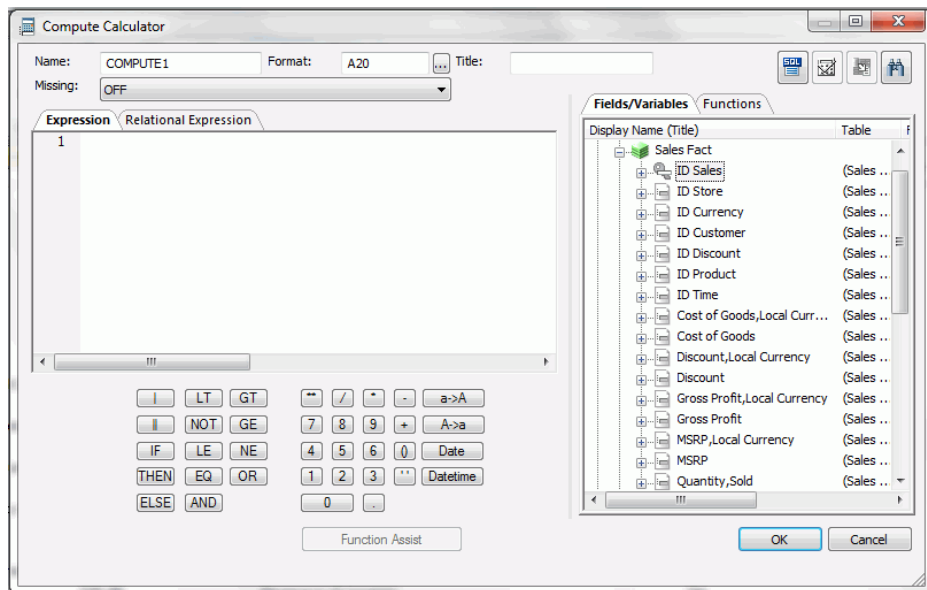 Compute Calculator
Name: COMPUTE1 Format: A20 ... Title:
Missing: OFF
SQL
Expression Relational Expression
Fields/Variables Functions
1
Display Name (Title) Table F
Sales Fact
ID Sales (Sales ...
ID Store (Sales ...
ID Currency (Sales ...
ID Customer (Sales ...
ID Discount (Sales ...
ID Product (Sales ...
ID Time (Sales ...
Cost of Goods,Local Curr... (Sales ...
Cost of Goods (Sales ...
Discount,Local Currency (Sales ...
Discount (Sales ...
Gross Profit,Local Currency (Sales ...
Gross Profit (Sales ...
MSRP,Local Currency (Sales ...
MSRP (Sales ...
Quantity,Sold (Sales ...
| LT GT ** / * - a->A
|| NOT GE 7 8 9 + A->a
IF LE NE 4 5 6 () Date
THEN EQ OR 1 2 3 ' ' Datetime
ELSE AND 0 .
Function Assist
OK Cancel